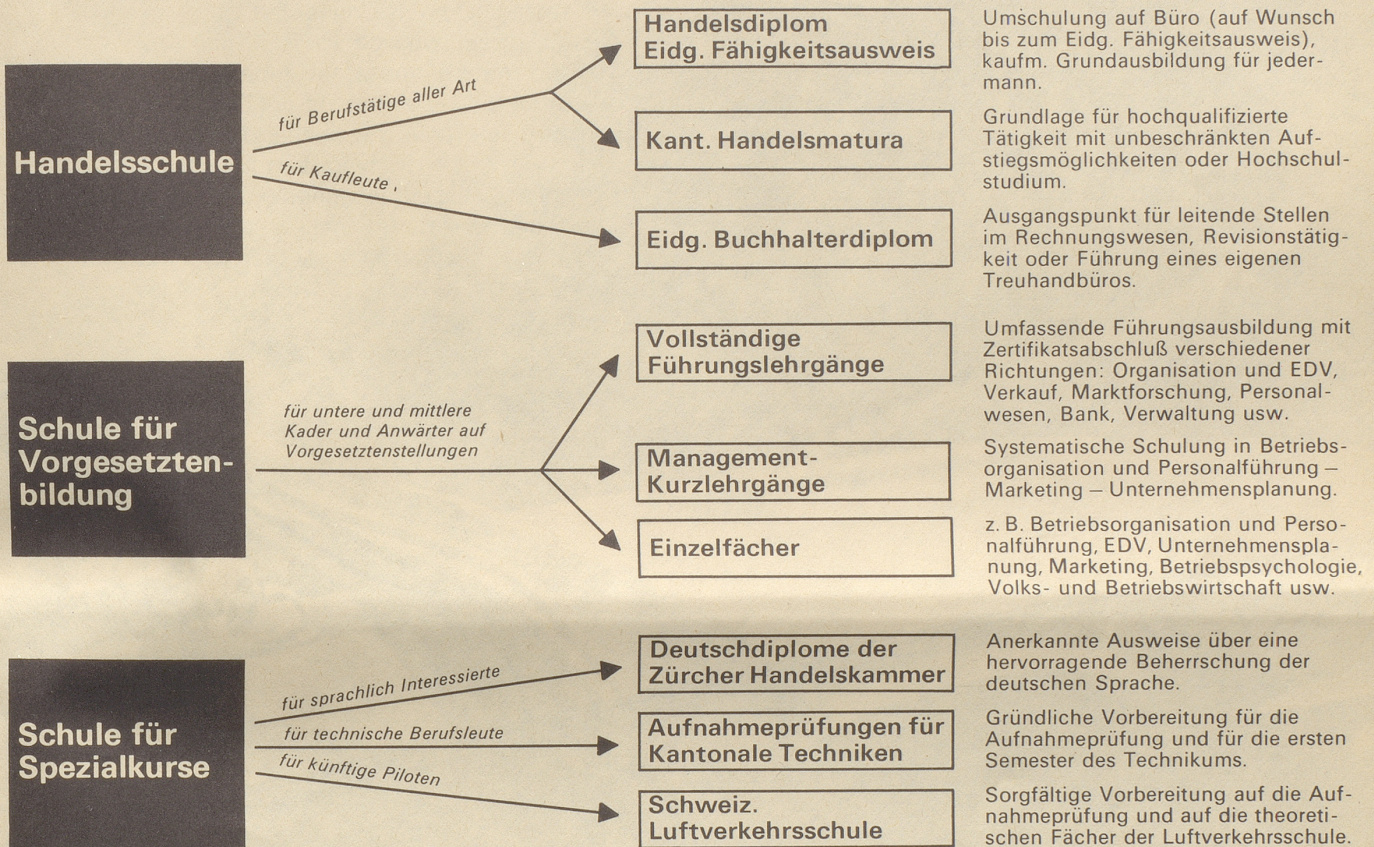 Handelsschule
für Berufstätige aller Art
für Kaufleute
Handelsdiplom
Eidg. Fähigkeitsausweis
Umschulung auf Büro (auf Wunsch
bis zum Eidg. Fähigkeitsausweis),
kaufm. Grundausbildung für jeder-
mann.
Kant. Handelsmatura
Grundlage für hochqualifizierte
Tätigkeit mit unbeschränkten Auf-
stiegsmöglichkeiten oder Hochschul-
studium.
Eidg. Buchhalterdiplom
Ausgangspunkt für leitende Stellen
im Rechnungswesen, Revisionstätig-
keit oder Führung eines eigenen
Treuhandbüros.
Schule für
Vorgesetzten-
bildung
für untere und mittlere
Kader und Anwärter auf
Vorgesetztenstellungen
Vollständige
Führungslehrgänge
Umfassende Führungsausbildung mit
Zertifikatsabschluß verschiedener
Richtungen: Organisation und EDV,
Verkauf, Marktforschung, Personal-
wesen, Bank, Verwaltung usw.
Management-
Kurzlehrgänge
Systematische Schulung in Betriebs-
organisation und Personalführung –
Marketing – Unternehmensplanung.
Einzelfächer
z. B. Betriebsorganisation und Perso-
nalführung, EDV, Unternehmenspla-
nung, Marketing, Betriebspsychologie,
Volks- und Betriebswirtschaft usw.
Schule für
Spezialkurse
für sprachlich Interessierte
für technische Berufsleute
für künftige Piloten
Deutschdiplome der
Zürcher Handelskammer
Anerkannte Ausweise über eine
hervorragende Beherrschung der
deutschen Sprache.
Aufnahmeprüfungen für
Kantonale Techniken
Gründliche Vorbereitung für die
Aufnahmeprüfung und für die ersten
Semester des Technikums.
Schweiz.
Luftverkehrsschule
Sorgfältige Vorbereitung auf die Auf-
nahmeprüfung und auf die theoreti-
schen Fächer der Luftverkehrsschule.